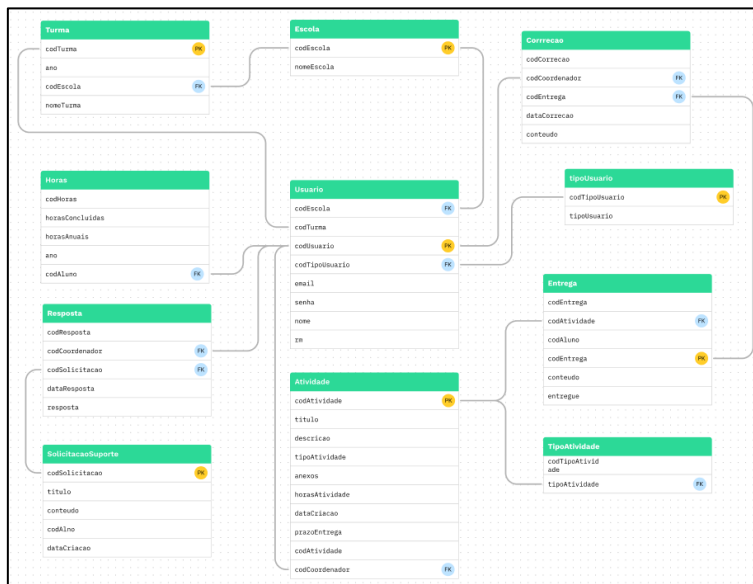 Turma
codTurma PK
ano
codEscola FK
nomeTurma
Escola
codEscola PK
nomeEscola
Corrrecao
codCorrecao
codCoordenador FK
codEntrega FK
dataCorrecao
conteudo
Horas
codHoras
horasConcluidas
horasAnuais
ano
codAluno FK
Usuario
codEscola FK
codTurma
codUsuario PK
codTipoUsuario FK
email
senha
nome
rm
tipoUsuario
codTipoUsuario PK
tipoUsuario
Entrega
codEntrega
codAtividade FK
codAluno
codEntrega PK
conteudo
entregue
Resposta
codResposta
codCoordenador FK
codSolicitacao FK
dataResposta
resposta
Atividade
codAtividade PK
titulo
descricao
tipoAtividade
anexos
horasAtividade
dataCriacao
prazoEntrega
codAtividade
codCoordenador FK
SolicitacaoSuporte
codSolicitacao PK
titulo
conteudo
codAlno
dataCriacao
TipoAtividade
codTipoAtivid
ade
tipoAtividade FK